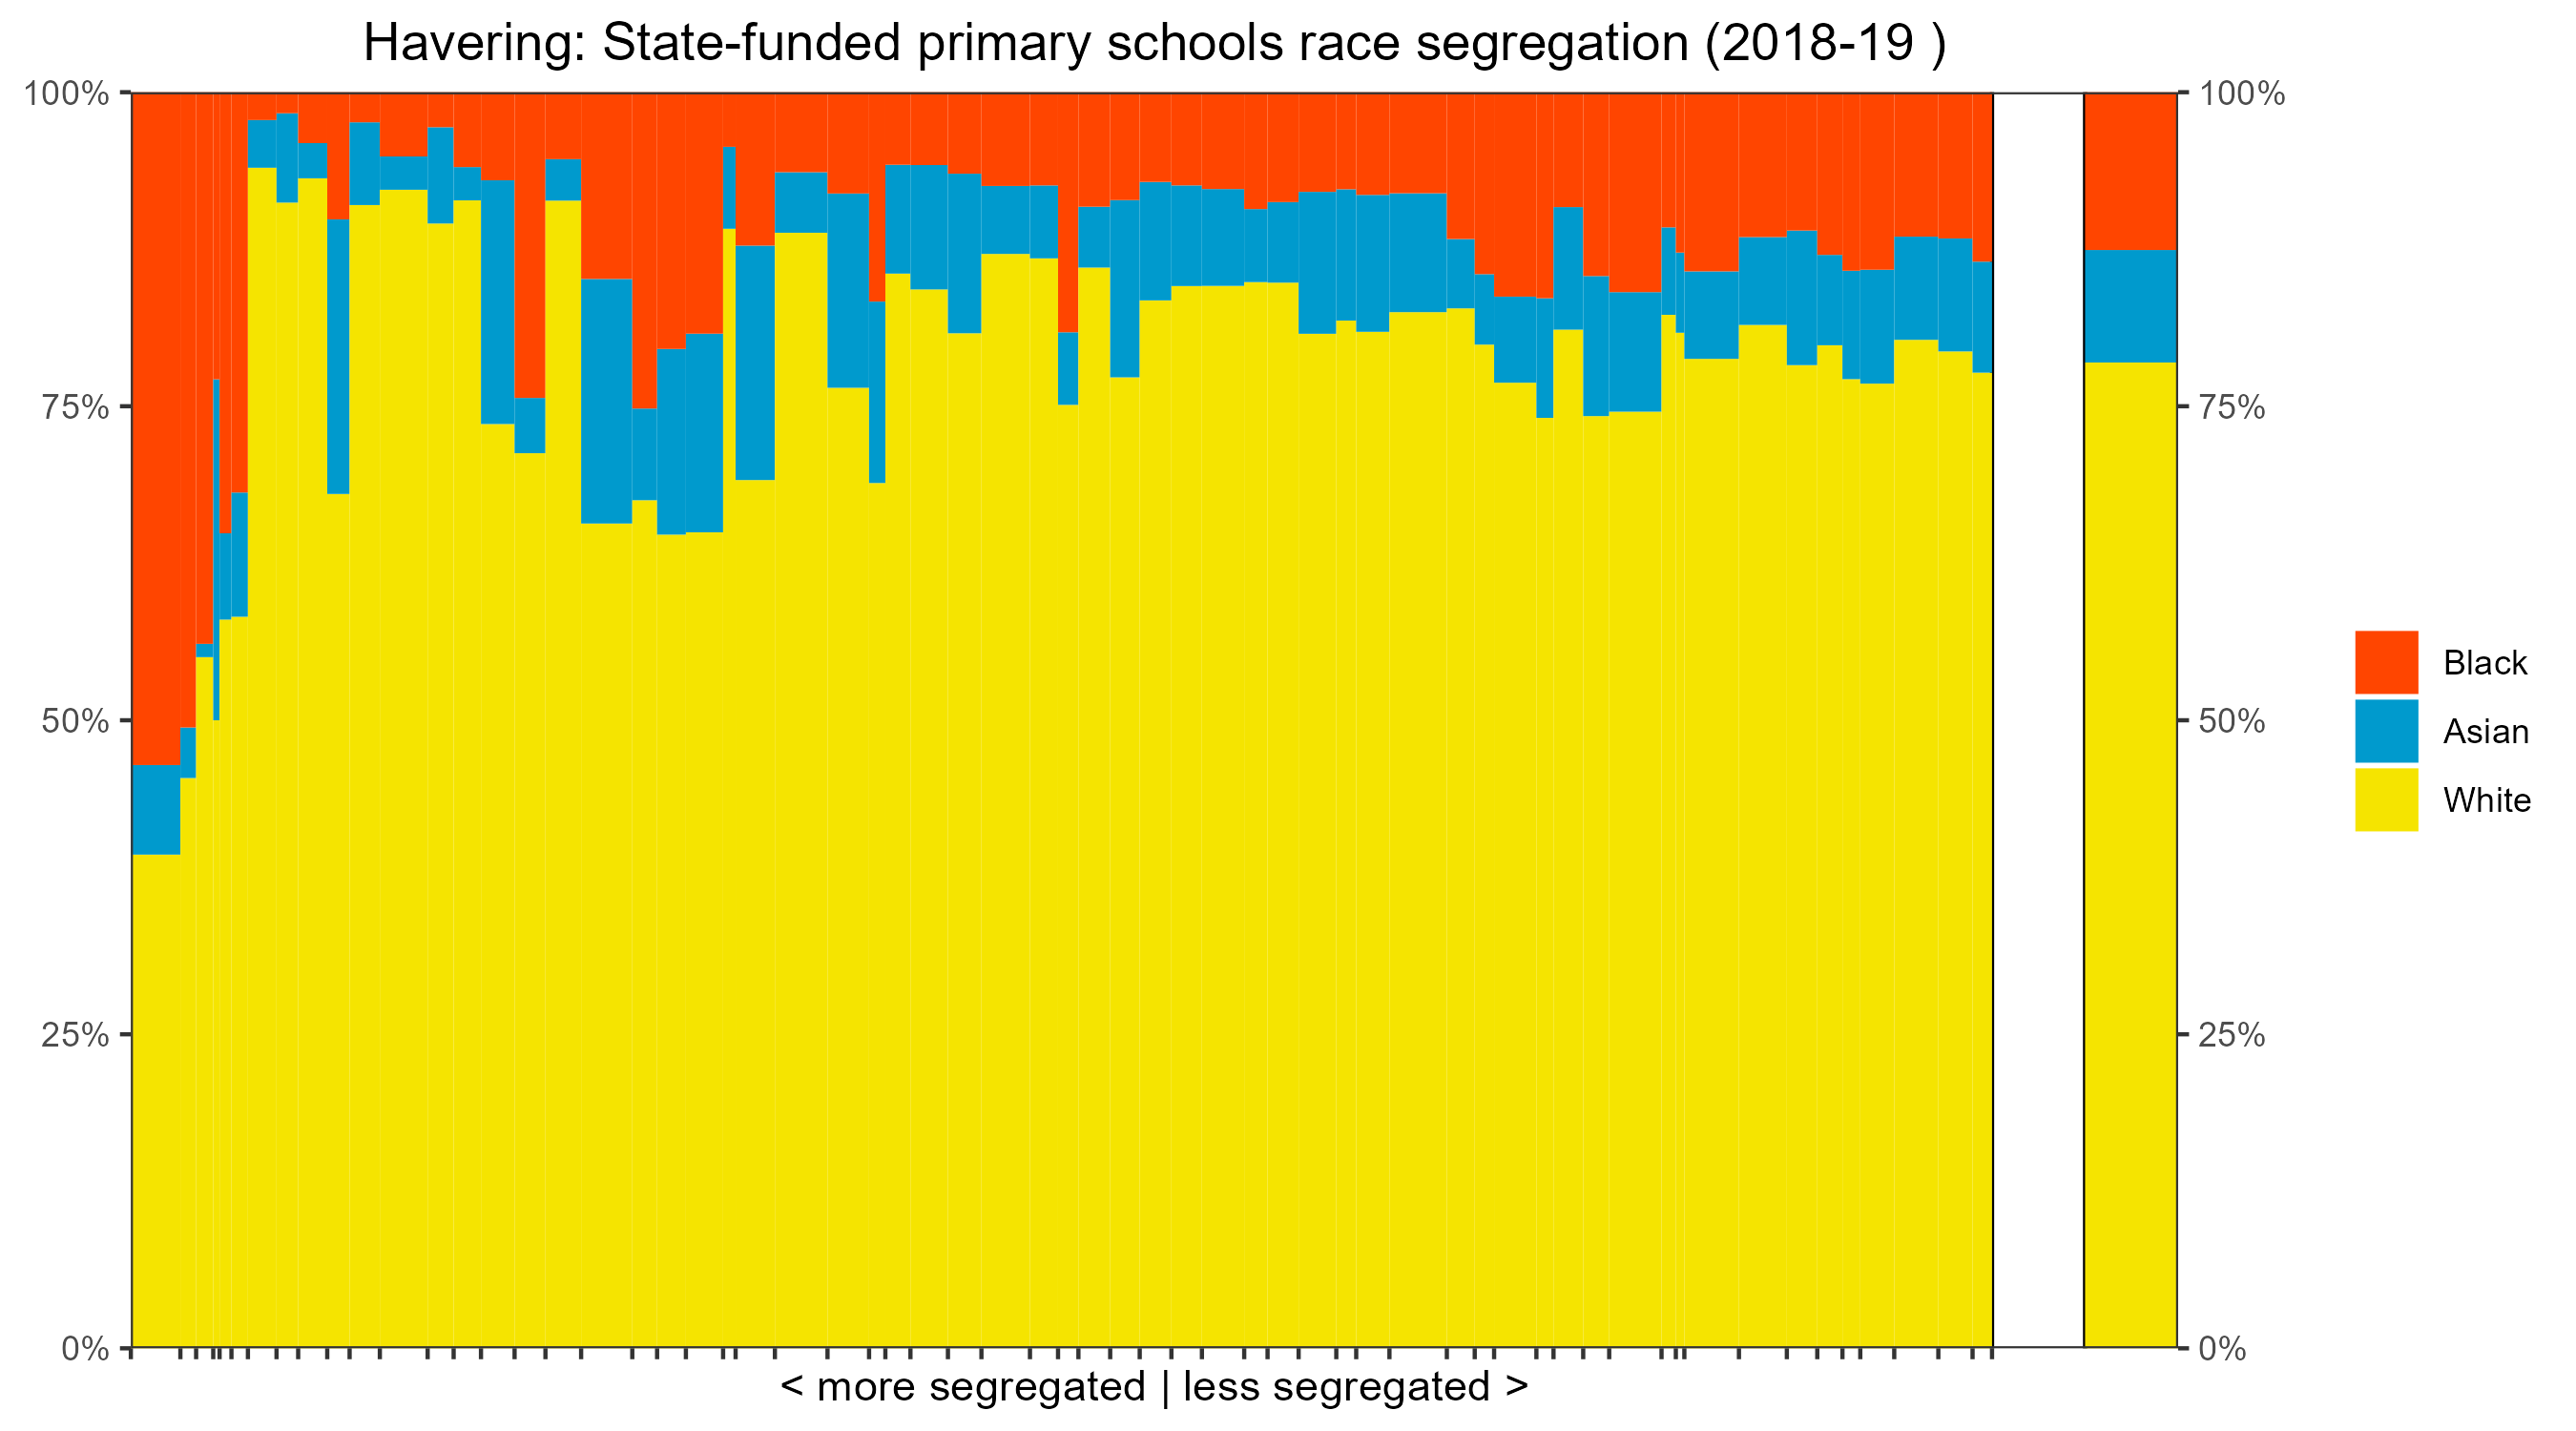 Havering: State-funded primary schools race segregation (2018-19 )
100%
75%
50%
25%
0%
100%
75%
50%
25%
0%
Black
Asian
White
< more segregated | less segregated >